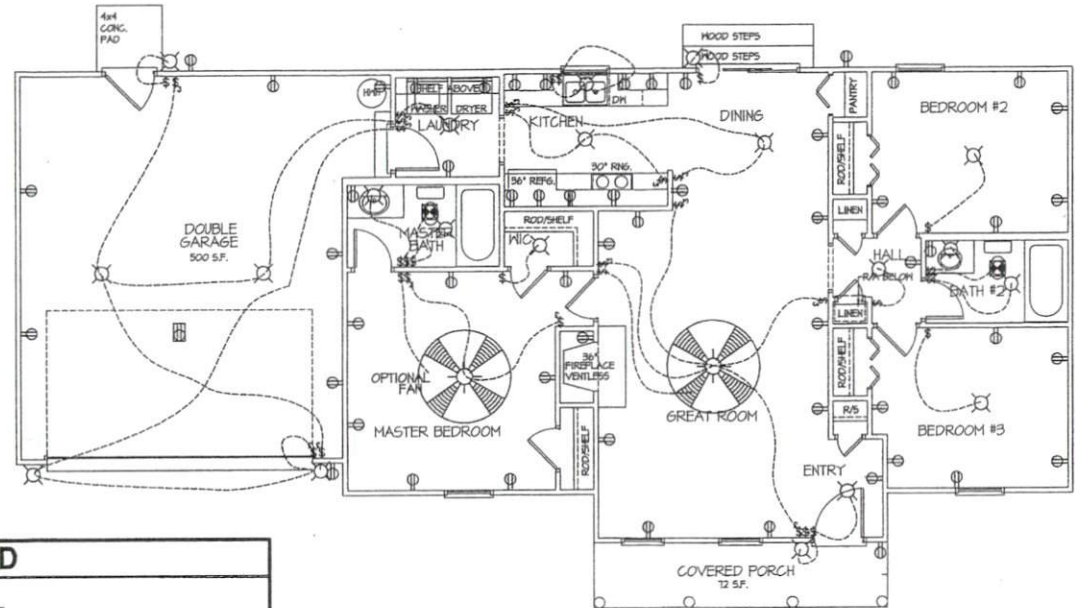 4x4
CONC.
PAD
WOOD STEPS
WOOD STEPS
HWH
SHELF ABOVE
WASHER DRYER
LAUNDRY
KITCHEN
DW
DINING
PANTRY
BEDROOM #2
ROD/SHELF
36" REFG.
30" RNG.
LINEN
DOUBLE
GARAGE
500 S.F.
MASTER
BATH
ROD/SHELF
WIC
HALL
R/A BELOW
BATH #2
LINEN
OPTIONAL
FAN
36"
FIREPLACE
VENTLESS
ROD/SHELF
GREAT ROOM
R/S
MASTER BEDROOM
ROD/SHELF
BEDROOM #3
ENTRY
COVERED PORCH
72 S.F.
D